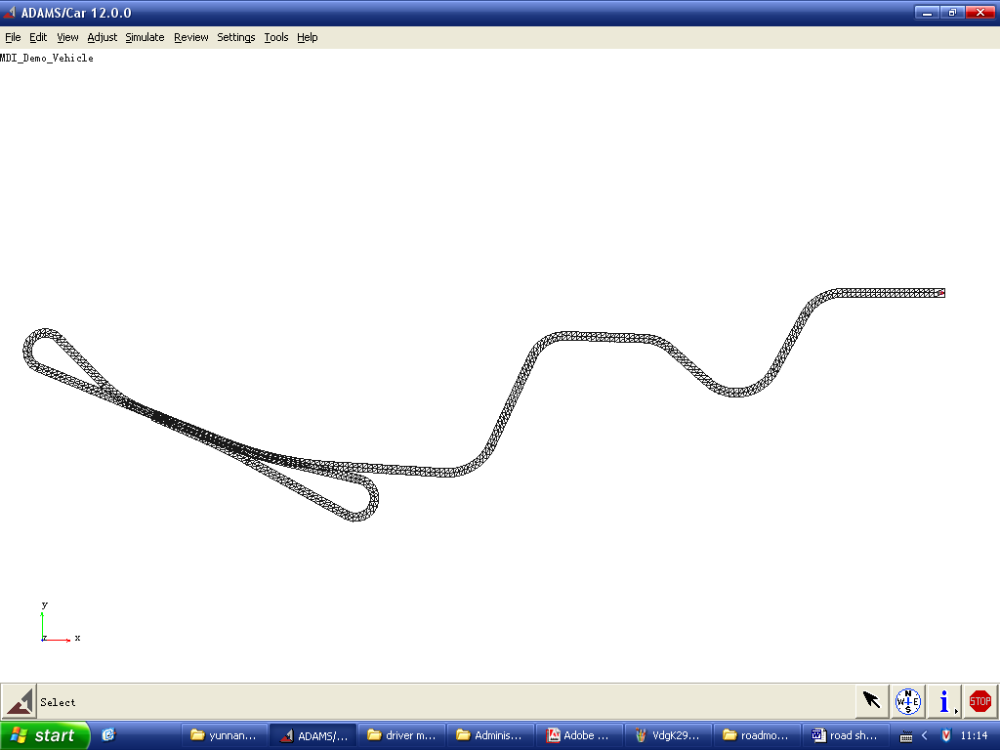 ADAMS/Car 12.0.0
File Edit View Adjust Simulate Review Settings Tools Help
MDI_Demo_Vehicle
y
z x
Select
N
W E
S
i
STOP
start yunnan... ADAMS/... driver m... Adminis... Adobe ... VdgK29... roadmo... road sh... 11:14